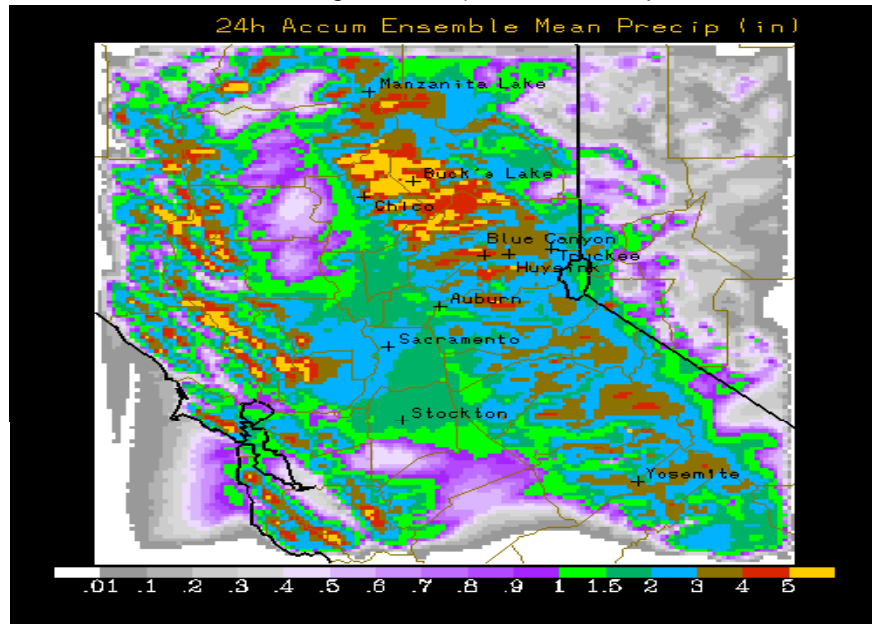 24h Accum Ensemble Mean Precip (in)
Manzanita Lake
Buck's Lake
Chico
Blue Canyon
Truckee
Huysink
Auburn
Sacramento
Stockton
Yosemite
.01 .1 .2 .3 .4 .5 .6 .7 .8 .9 1 1.5 2 3 4 5